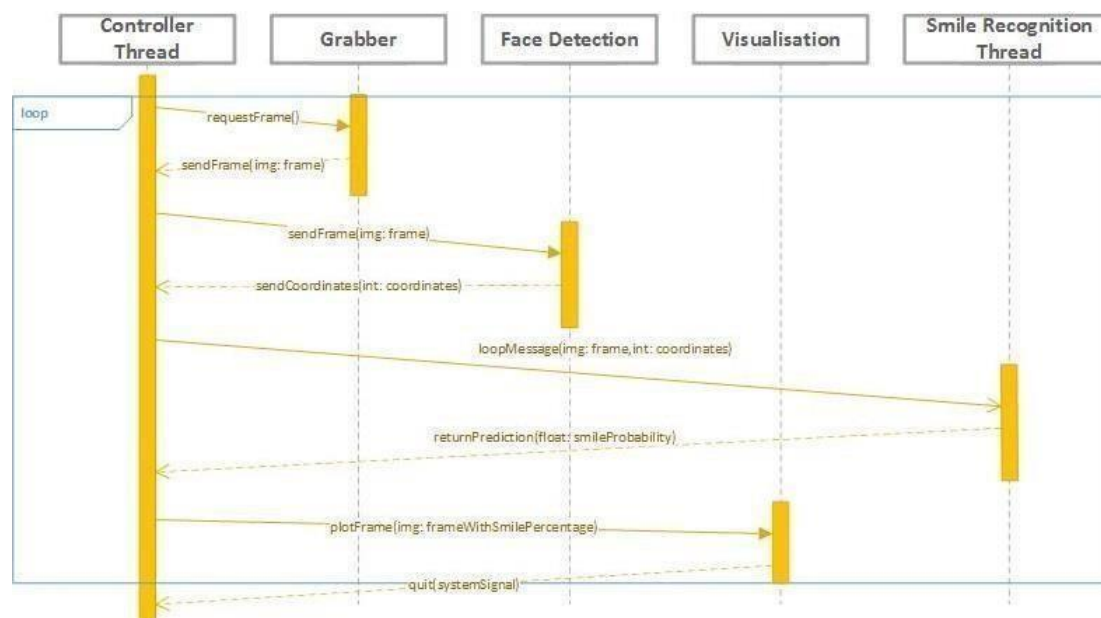 Controller
Thread
Grabber
Face Detection
Visualisation
Smile Recognition
Thread
loop
requestFrame()
sendFrame(img: frame)
sendFrame(img: frame)
sendCoordinates(int: coordinates)
loopMessage(img: frame,int: coordinates)
returnPrediction(float: smileProbability)
plotFrame(img: frameWithSmilePercentage)
quit(systemSignal)